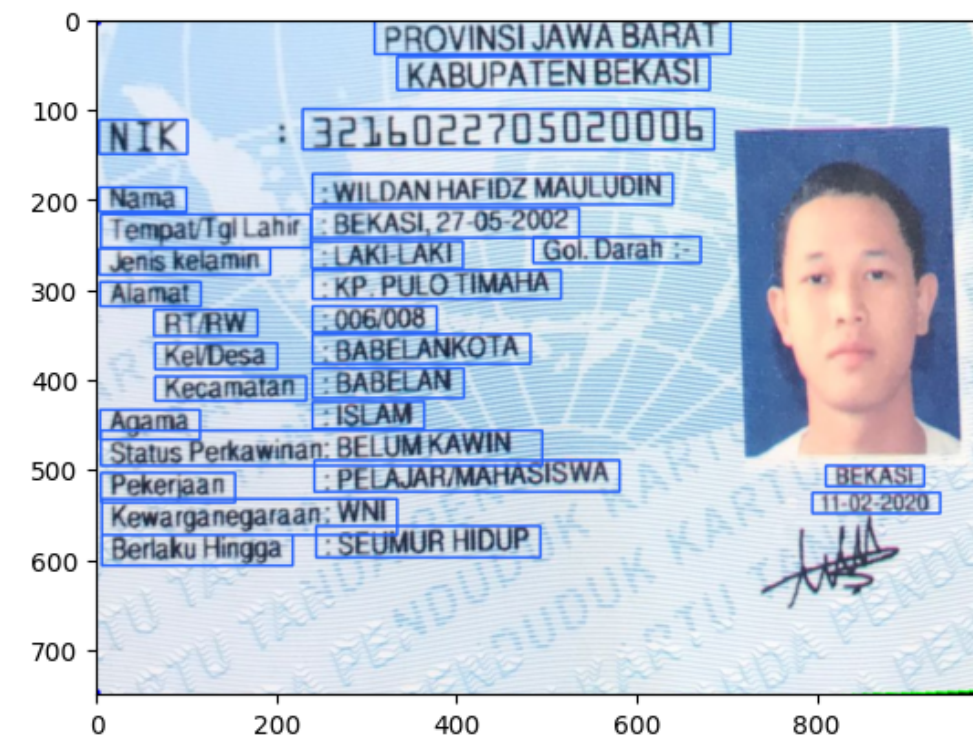 0
PROVINSI JAWA BARAT
KABUPATEN BEKASI
100
NIK : 3216022705020006
200
Nama : WILDAN HAFIDZ MAULUDIN
Tempat/Tgl Lahir : BEKASI, 27-05-2002
Jenis kelamin : LAKI-LAKI Gol. Darah :-
300
Alamat : KP. PULO TIMAHA
RT/RW : 006/008
Kel/Desa : BABELANKOTA
400
Kecamatan : BABELAN
Agama : ISLAM
Status Perkawinan: BELUM KAWIN
500
Pekerjaan : PELAJAR/MAHASISWA
Kewarganegaraan: WNI
Berlaku Hingga : SEUMUR HIDUP
BEKASI
11-02-2020
600
700
0 200 400 600 800